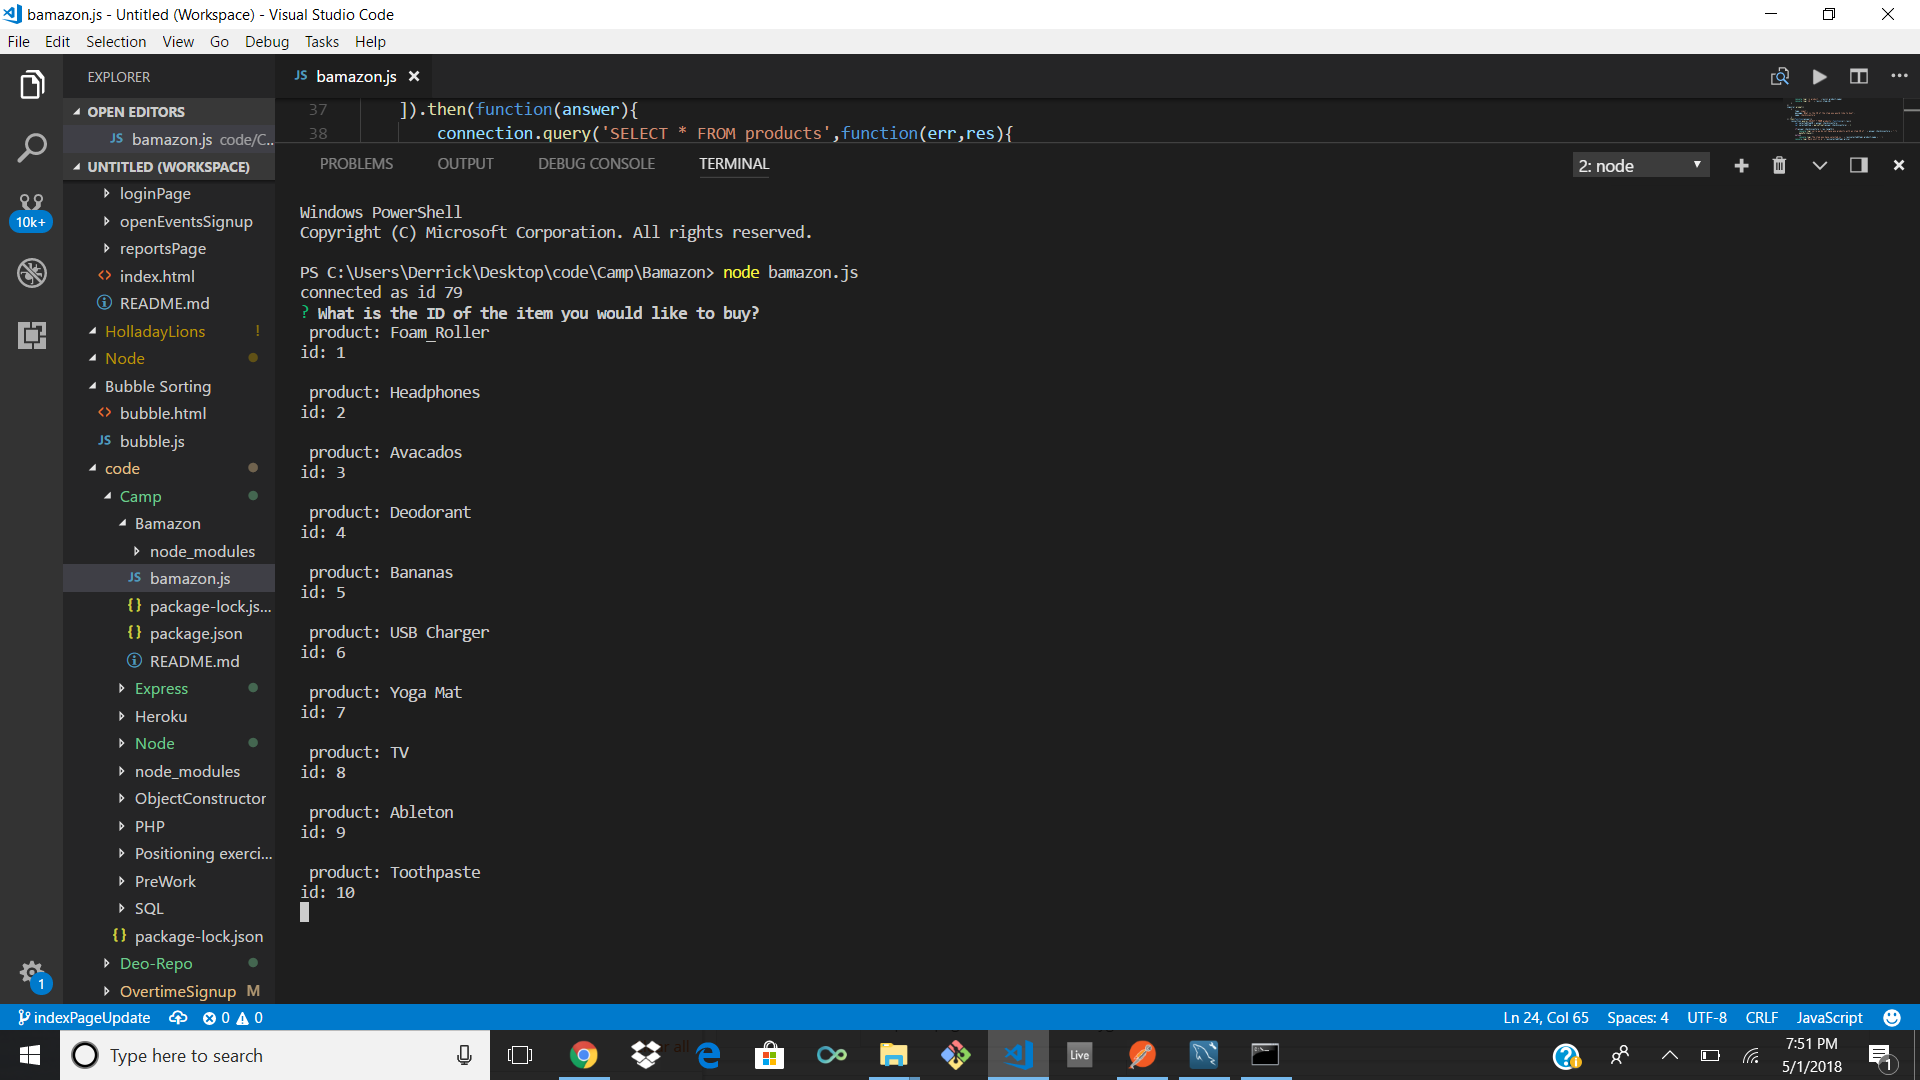 bamazon.js - Untitled (Workspace) - Visual Studio Code
File Edit Selection View Go Debug Tasks Help
EXPLORER
OPEN EDITORS
JS bamazon.js code/C...
UNTITLED (WORKSPACE)
loginPage
openEventsSignup
reportsPage
<> index.html
README.md
HolladayLions !
Node
Bubble Sorting
<> bubble.html
JS bubble.js
code
Camp
Bamazon
node_modules
JS bamazon.js
{} package-lock.js...
{} package.json
README.md
Express
Heroku
Node
node_modules
ObjectConstructor
PHP
Positioning exerci...
PreWork
SQL
{} package-lock.json
Deo-Repo
OvertimeSignup M
10k+
1
JS bamazon.js
37 ]).then(function(answer){
38 connection.query('SELECT * FROM products',function(err,res){
PROBLEMS OUTPUT DEBUG CONSOLE TERMINAL
2: node
Windows PowerShell
Copyright (C) Microsoft Corporation. All rights reserved.
PS C:\Users\Derrick\Desktop\code\Camp\Bamazon> node bamazon.js
connected as id 79
? What is the ID of the item you would like to buy?
product: Foam_Roller
id: 1
product: Headphones
id: 2
product: Avacados
id: 3
product: Deodorant
id: 4
product: Bananas
id: 5
product: USB Charger
id: 6
product: Yoga Mat
id: 7
product: TV
id: 8
product: Ableton
id: 9
product: Toothpaste
id: 10
indexPageUpdate 0 0
Ln 24, Col 65 Spaces: 4 UTF-8 CRLF JavaScript
Type here to search
Live
7:51 PM
5/1/2018
1